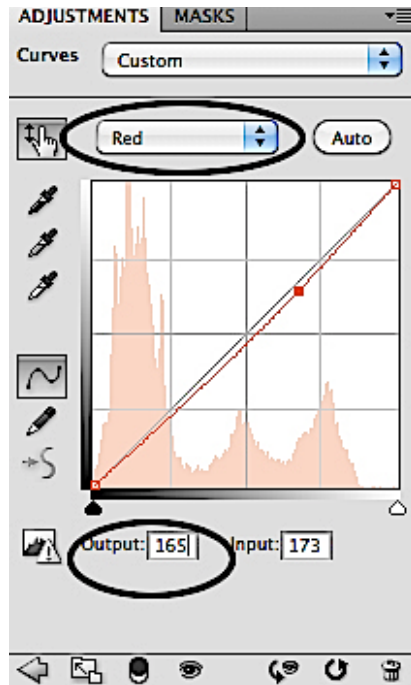 ADJUSTMENTS MASKS
Curves Custom
Red Auto
Output: 165 Input: 173